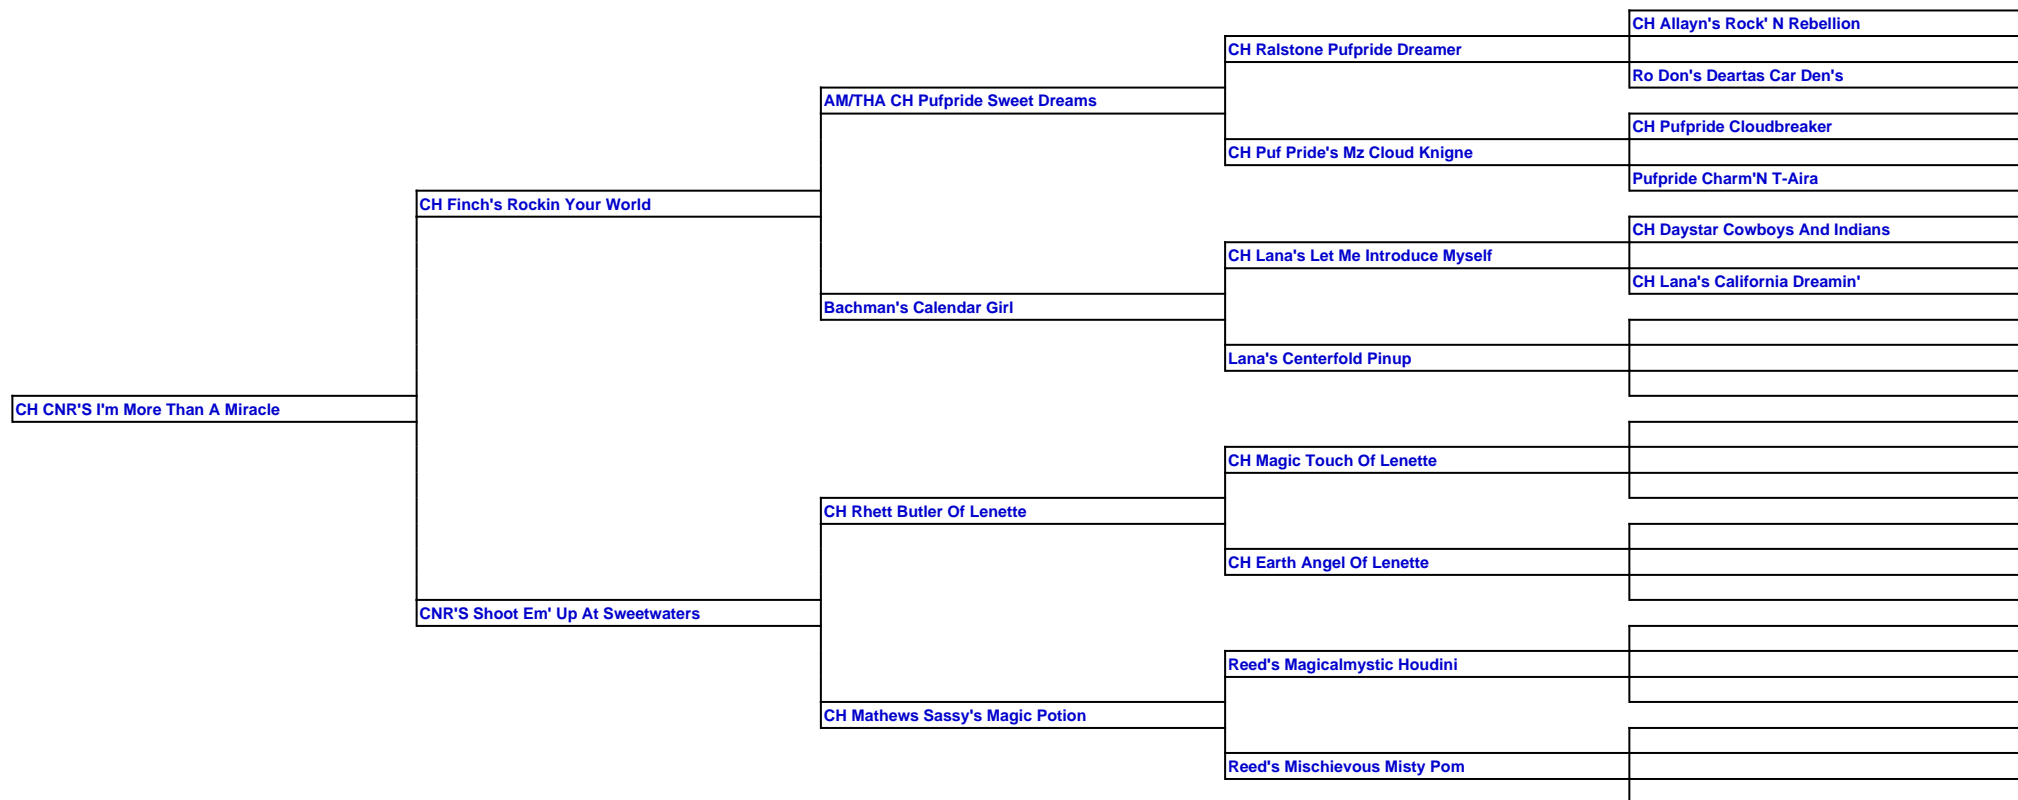 CH Allayn's Rock' N Rebellion
CH Ralstone Pufpride Dreamer
Ro Don's Deartas Car Den's
AM/THA CH Pufpride Sweet Dreams
CH Pufpride Cloudbreaker
CH Puf Pride's Mz Cloud Knigne
Pufpride Charm'N T-Aira
CH Finch's Rockin Your World
CH Daystar Cowboys And Indians
CH Lana's Let Me Introduce Myself
CH Lana's California Dreamin'
Bachman's Calendar Girl
Lana's Centerfold Pinup
CH CNR'S I'm More Than A Miracle
CH Magic Touch Of Lenette
CH Rhett Butler Of Lenette
CH Earth Angel Of Lenette
CNR'S Shoot Em' Up At Sweetwaters
Reed's Magicalmystic Houdini
CH Mathews Sassy's Magic Potion
Reed's Mischievous Misty Pom